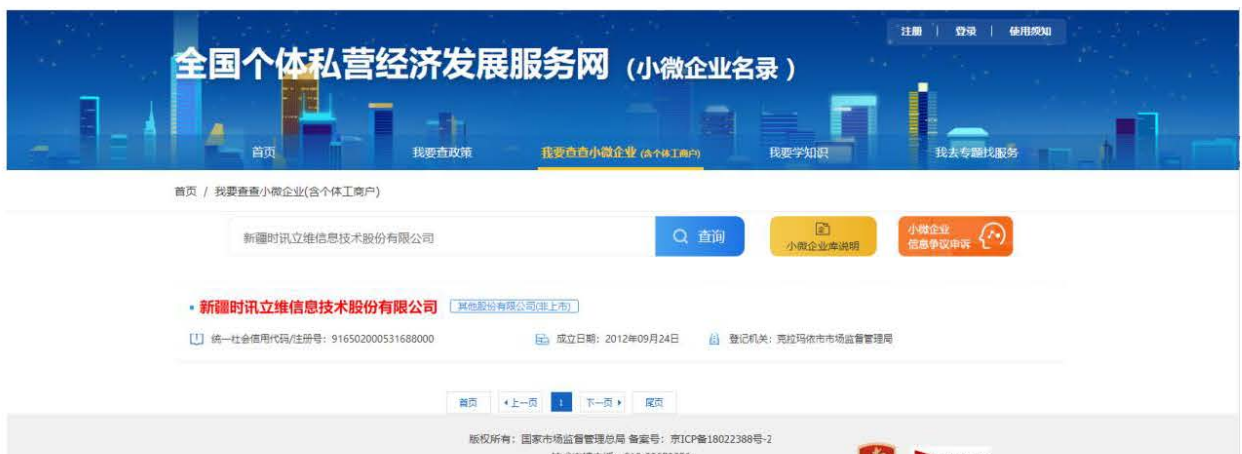 注册 | 登录 | 使用须知
全国个体私营经济发展服务网(小微企业名录)
首页 我要查政策 我要查查小微企业(含个体工商户) 我要学知识 我去专题找服务
首页 / 我要查查小微企业(含个体工商户)
新疆时讯立维信息技术股份有限公司 查询 小微企业库说明 小微企业
信息争议申诉
新疆时讯立维信息技术股份有限公司 其他股份有限公司(非上市)
统一社会信用代码/注册号:916502000531688000 成立日期:2012年09月24日 登记机关:克拉玛依市市场监督管理局
首页 上一页 1 下一页 尾页
版权所有:国家市场监督管理总局 备案号:京ICP备18022388号-2